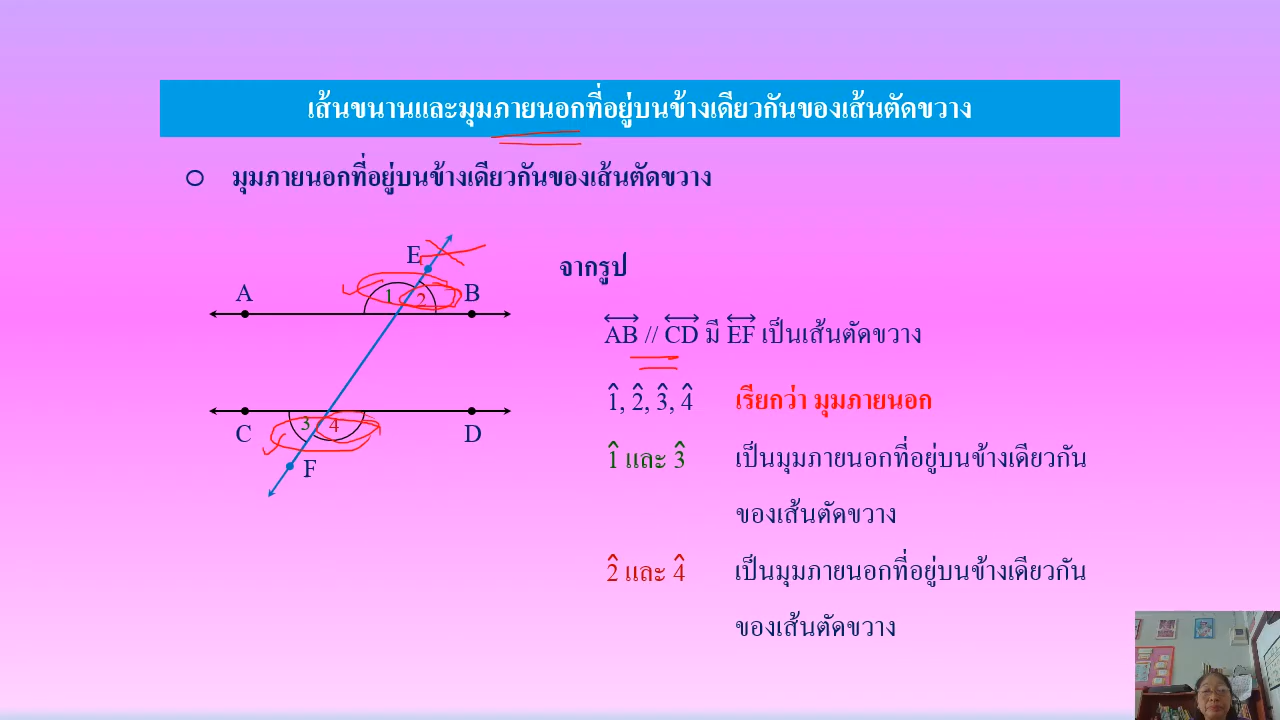 เส้นขนานและมุมภายนอกที่อยู่บนข้างเดียวกันของเส้นตัดขวาง
มุมภายนอกที่อยู่บนข้างเดียวกันของเส้นตัดขวาง
E
A
1
2
B
3
4
C
D
F
จากรูป
AB // CD มี EF เป็นเส้นตัดขวาง
1̂, 2̂, 3̂, 4̂ เรียกว่า มุมภายนอก
1̂ และ 3̂ เป็นมุมภายนอกที่อยู่บนข้างเดียวกัน
ของเส้นตัดขวาง
2̂ และ 4̂ เป็นมุมภายนอกที่อยู่บนข้างเดียวกัน
ของเส้นตัดขวาง